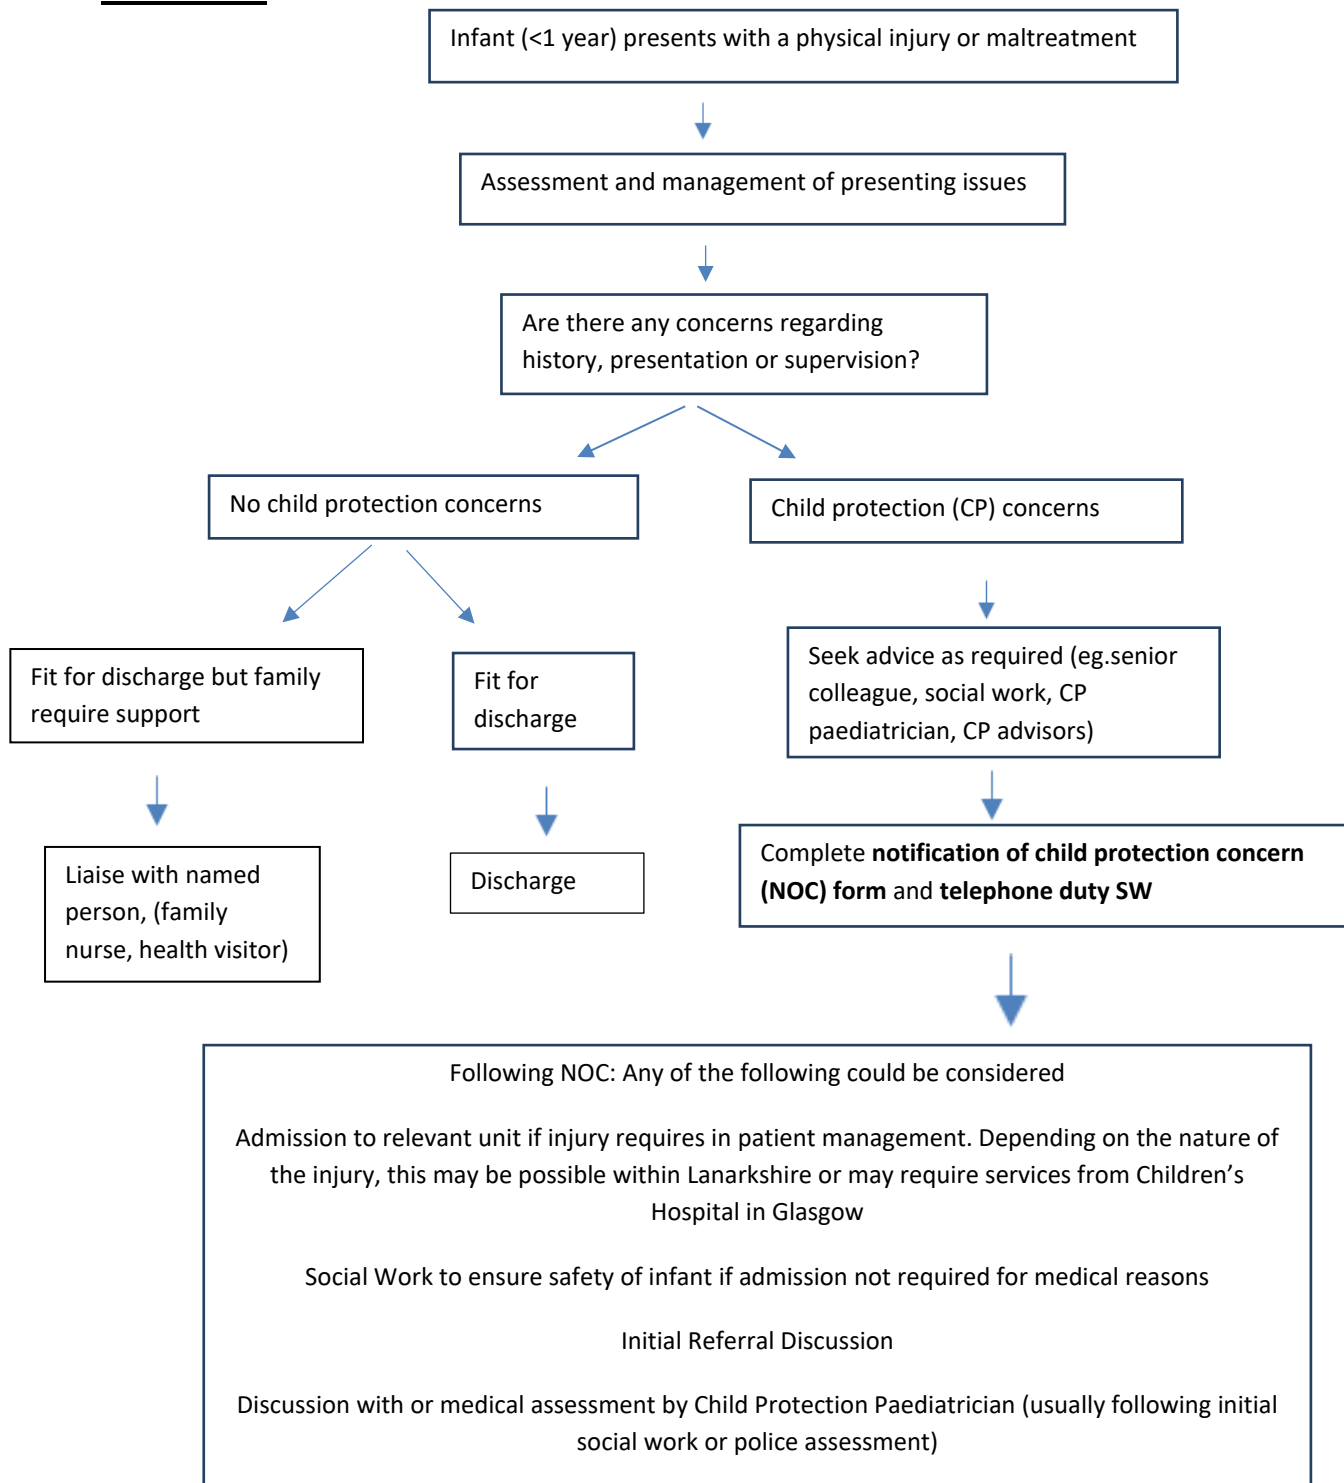 Infant (<1 year) presents with a physical injury or maltreatment
Assessment and management of presenting issues
Are there any concerns regarding
history, presentation or supervision?
No child protection concerns
Child protection (CP) concerns
Fit for discharge but family
require support
Fit for
discharge
Seek advice as required (eg.senior
colleague, social work, CP
paediatrician, CP advisors)
Liaise with named
person, (family
nurse, health visitor)
Discharge
Complete notification of child protection concern
(NOC) form and telephone duty SW
Following NOC: Any of the following could be considered
Admission to relevant unit if injury requires in patient management. Depending on the nature of
the injury, this may be possible within Lanarkshire or may require services from Children’s
Hospital in Glasgow
Social Work to ensure safety of infant if admission not required for medical reasons
Initial Referral Discussion
Discussion with or medical assessment by Child Protection Paediatrician (usually following initial
social work or police assessment)